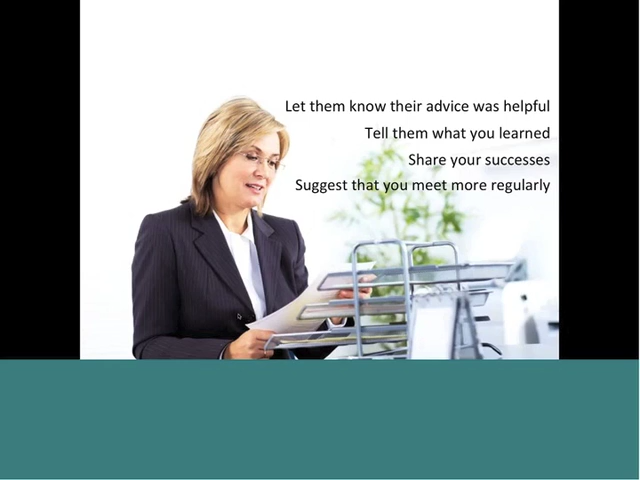 Let them know their advice was helpful
Tell them what you learned
Share your successes
Suggest that you meet more regularly